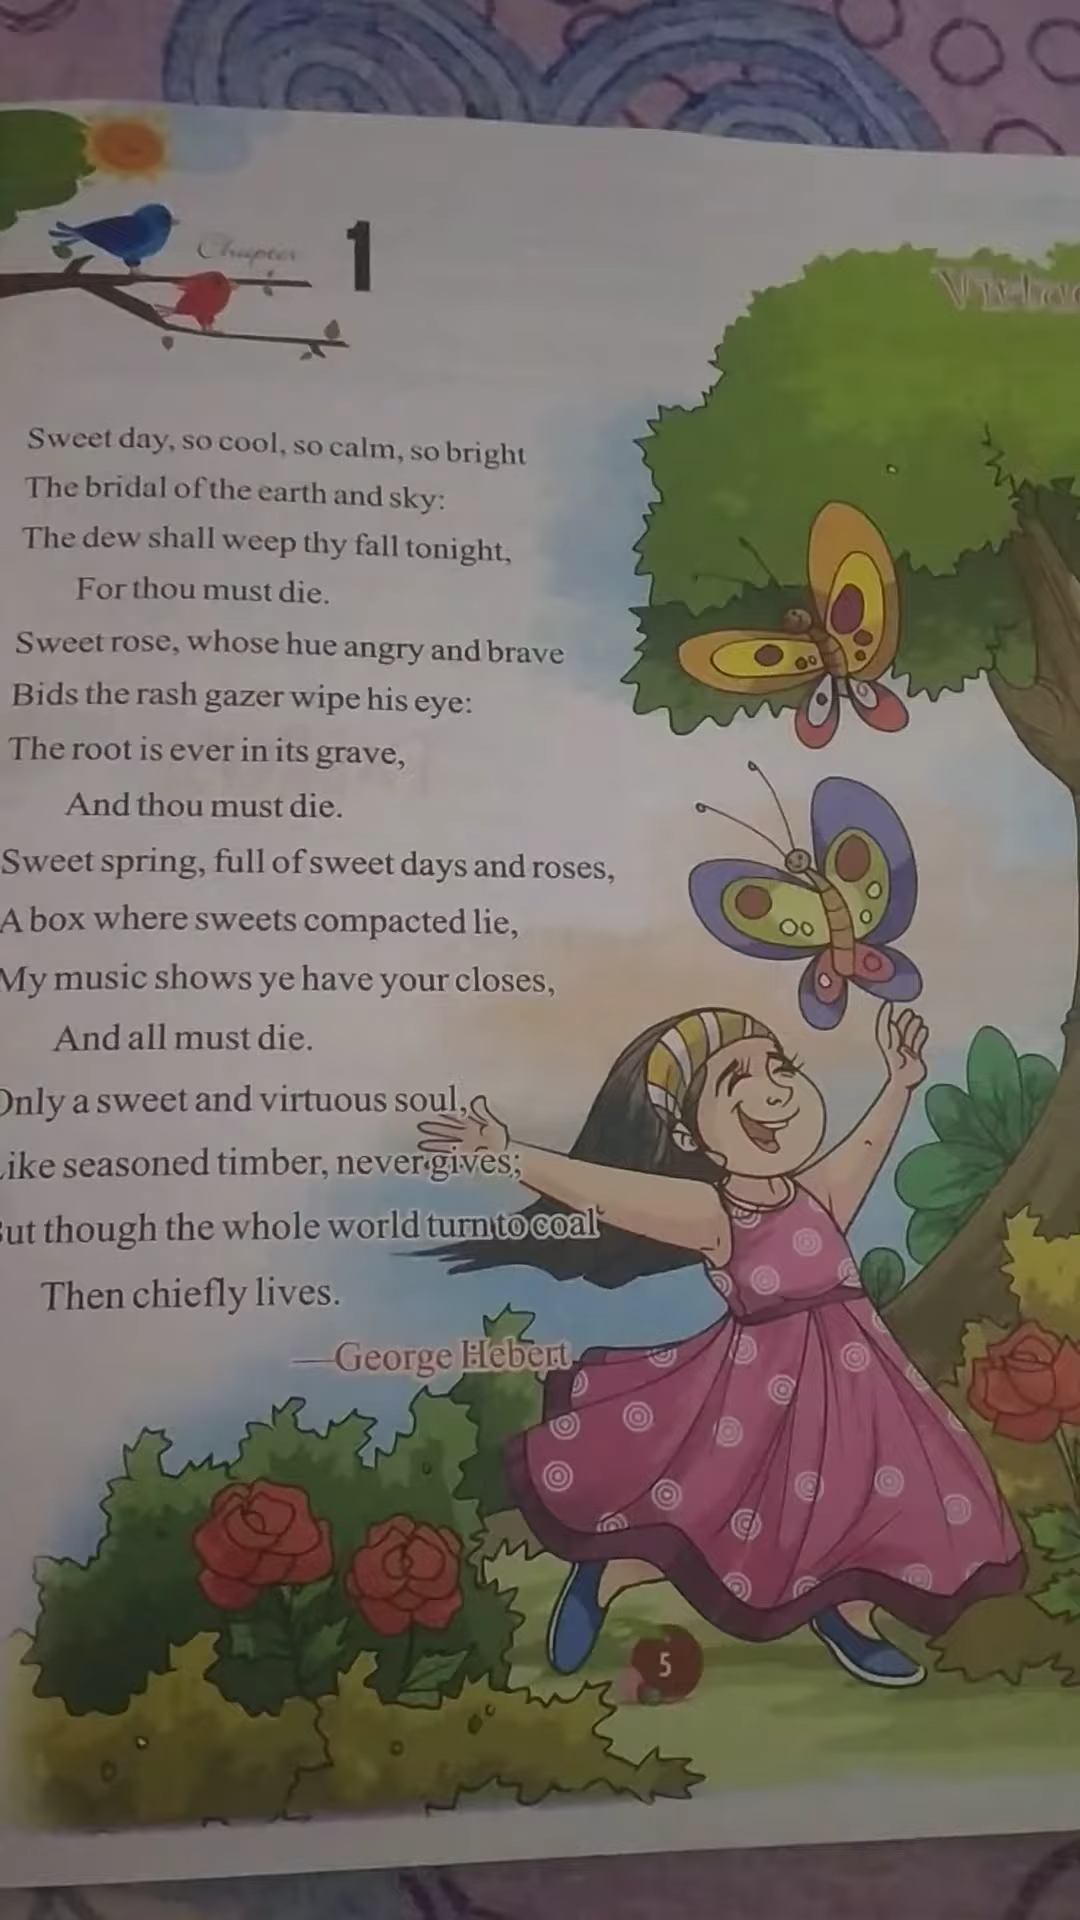 Chapter 1
Sweet day, so cool, so calm, so bright
The bridal of the earth and sky:
The dew shall weep thy fall tonight,
For thou must die.
Sweet rose, whose hue angry and brave
Bids the rash gazer wipe his eye:
The root is ever in its grave,
And thou must die.
Sweet spring, full of sweet days and roses,
A box where sweets compacted lie,
My music shows ye have your closes,
And all must die.
Only a sweet and virtuous soul,
Like seasoned timber, never gives;
But though the whole world turn to coal
Then chiefly lives.
—George Hebert
5